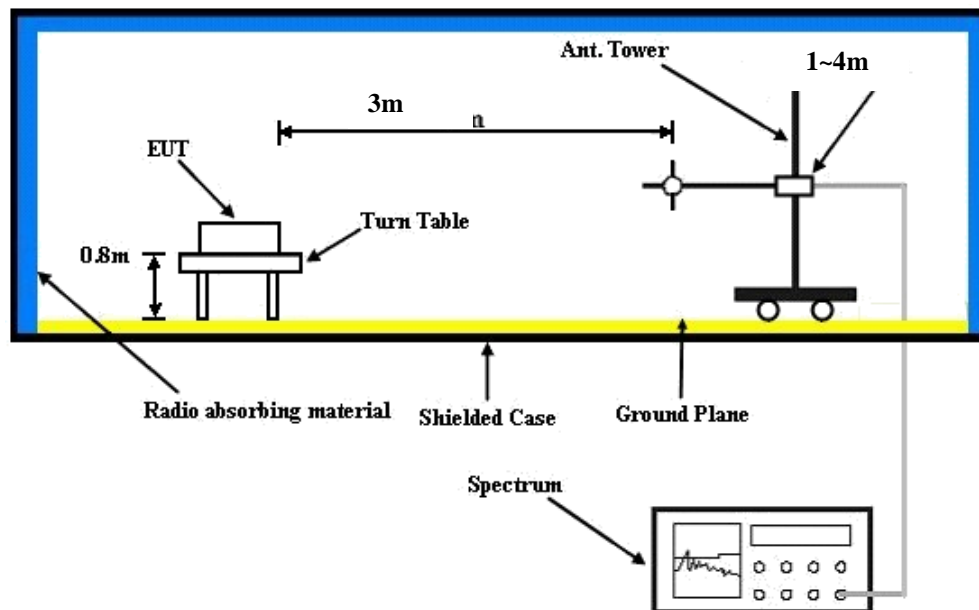 Ant. Tower
1~4m
3m
n
EUT
Turn Table
0.8m
Radio absorbing material
Shielded Case
Ground Plane
Spectrum